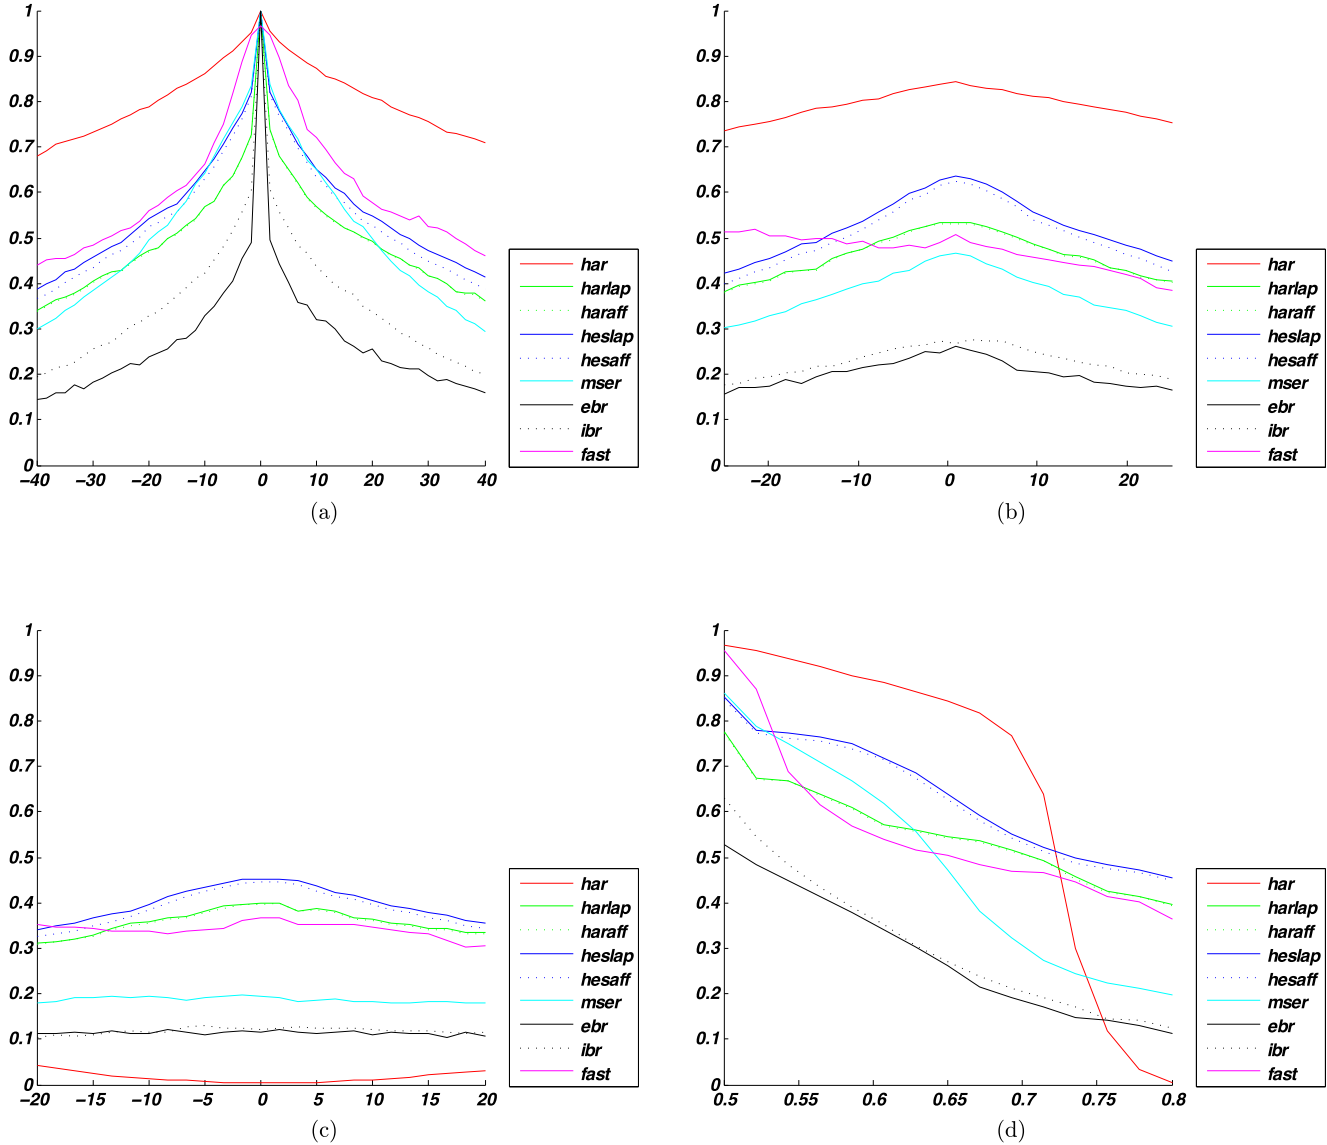 1
0.9
0.8
0.7
0.6
0.5
0.4
0.3
0.2
0.1
0
−40 −30 −20 −10 0 10 20 30 40
har
harlap
haraff
heslap
hesaff
mser
ebr
ibr
fast
(a)
1
0.9
0.8
0.7
0.6
0.5
0.4
0.3
0.2
0.1
0
−20 −10 0 10 20
har
harlap
haraff
heslap
hesaff
mser
ebr
ibr
fast
(b)
1
0.9
0.8
0.7
0.6
0.5
0.4
0.3
0.2
0.1
0
−20 −15 −10 −5 0 5 10 15 20
har
harlap
haraff
heslap
hesaff
mser
ebr
ibr
fast
(c)
1
0.9
0.8
0.7
0.6
0.5
0.4
0.3
0.2
0.1
0
0.5 0.55 0.6 0.65 0.7 0.75 0.8
har
harlap
haraff
heslap
hesaff
mser
ebr
ibr
fast
(d)